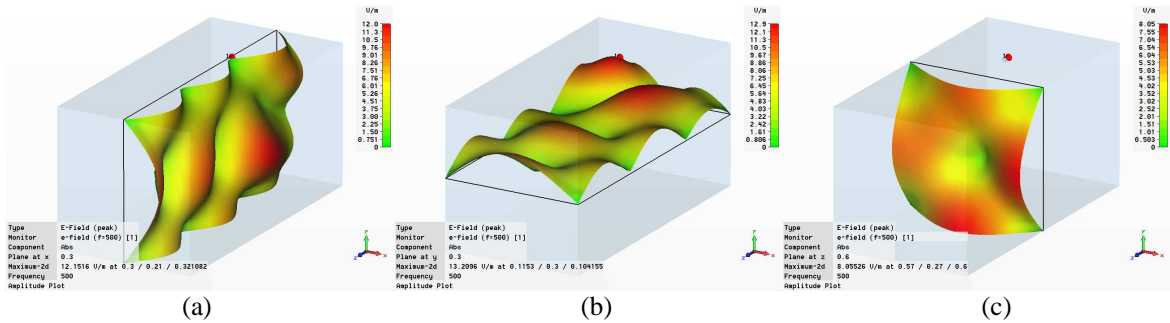 V/m
12.0
11.3
10.5
9.76
9.01
8.26
7.51
6.76
6.01
5.26
4.51
3.75
3.00
2.25
1.50
0.751
0
Type E-Field (peak)
Monitor e-field (f=500) [1]
Component Abs
Plane at x 0.3
Maximum-2d 12.1516 V/m at 0.3 / 0.21 / 0.321082
Frequency 500
Amplitude Plot
y
z x
(a)
V/m
12.9
12.1
11.3
10.5
9.67
8.86
8.06
7.25
6.45
5.64
4.83
4.03
3.22
2.42
1.61
0.806
0
Type E-Field (peak)
Monitor e-field (f=500) [1]
Component Abs
Plane at y 0.3
Maximum-2d 13.2096 V/m at 0.1153 / 0.3 / 0.104155
Frequency 500
Amplitude Plot
y
z x
(b)
V/m
8.05
7.55
7.04
6.54
6.04
5.54
5.03
4.53
4.03
3.52
3.02
2.52
2.01
1.51
1.01
0.503
0
Type E-Field (peak)
Monitor e-field (f=500) [1]
Component Abs
Plane at z 0.6
Maximum-2d 8.05526 V/m at 0.57 / 0.27 / 0.6
Frequency 500
Amplitude Plot
y
z x
(c)